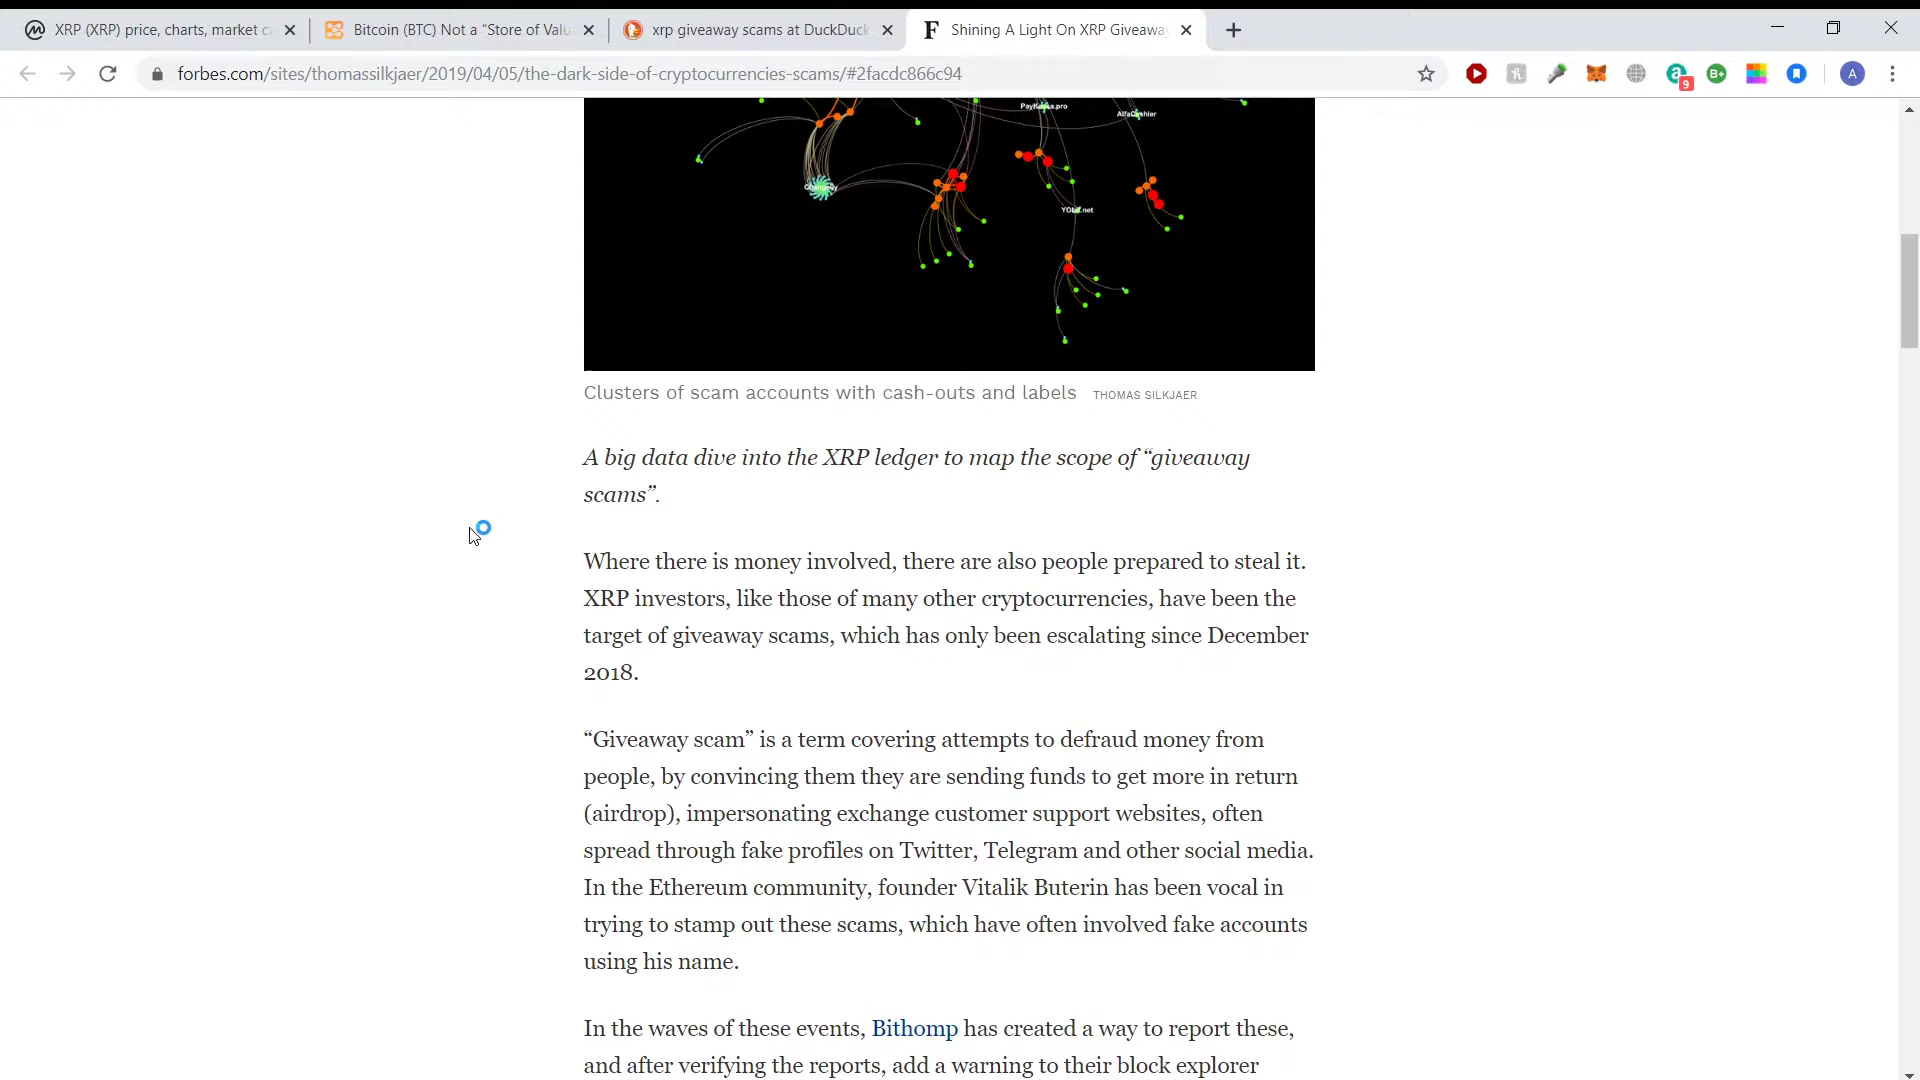 XRP (XRP) price, charts, market c
Bitcoin (BTC) Not a “Store of Valu
xrp giveaway scams at DuckDuck
Shining A Light On XRP Giveaway
forbes.com/sites/thomassilkjaer/2019/04/05/the-dark-side-of-cryptocurrencies-scams/#2facdc866c94
9
B+
A
PayKassa.pro
AlfaCashier
Changelly
YObit.net
Clusters of scam accounts with cash-outs and labels THOMAS SILKJAER
A big data dive into the XRP ledger to map the scope of “giveaway
scams”.
Where there is money involved, there are also people prepared to steal it.
XRP investors, like those of many other cryptocurrencies, have been the
target of giveaway scams, which has only been escalating since December
2018.
“Giveaway scam” is a term covering attempts to defraud money from
people, by convincing them they are sending funds to get more in return
(airdrop), impersonating exchange customer support websites, often
spread through fake profiles on Twitter, Telegram and other social media.
In the Ethereum community, founder Vitalik Buterin has been vocal in
trying to stamp out these scams, which have often involved fake accounts
using his name.
In the waves of these events, Bithomp has created a way to report these,
and after verifying the reports, add a warning to their block explorer